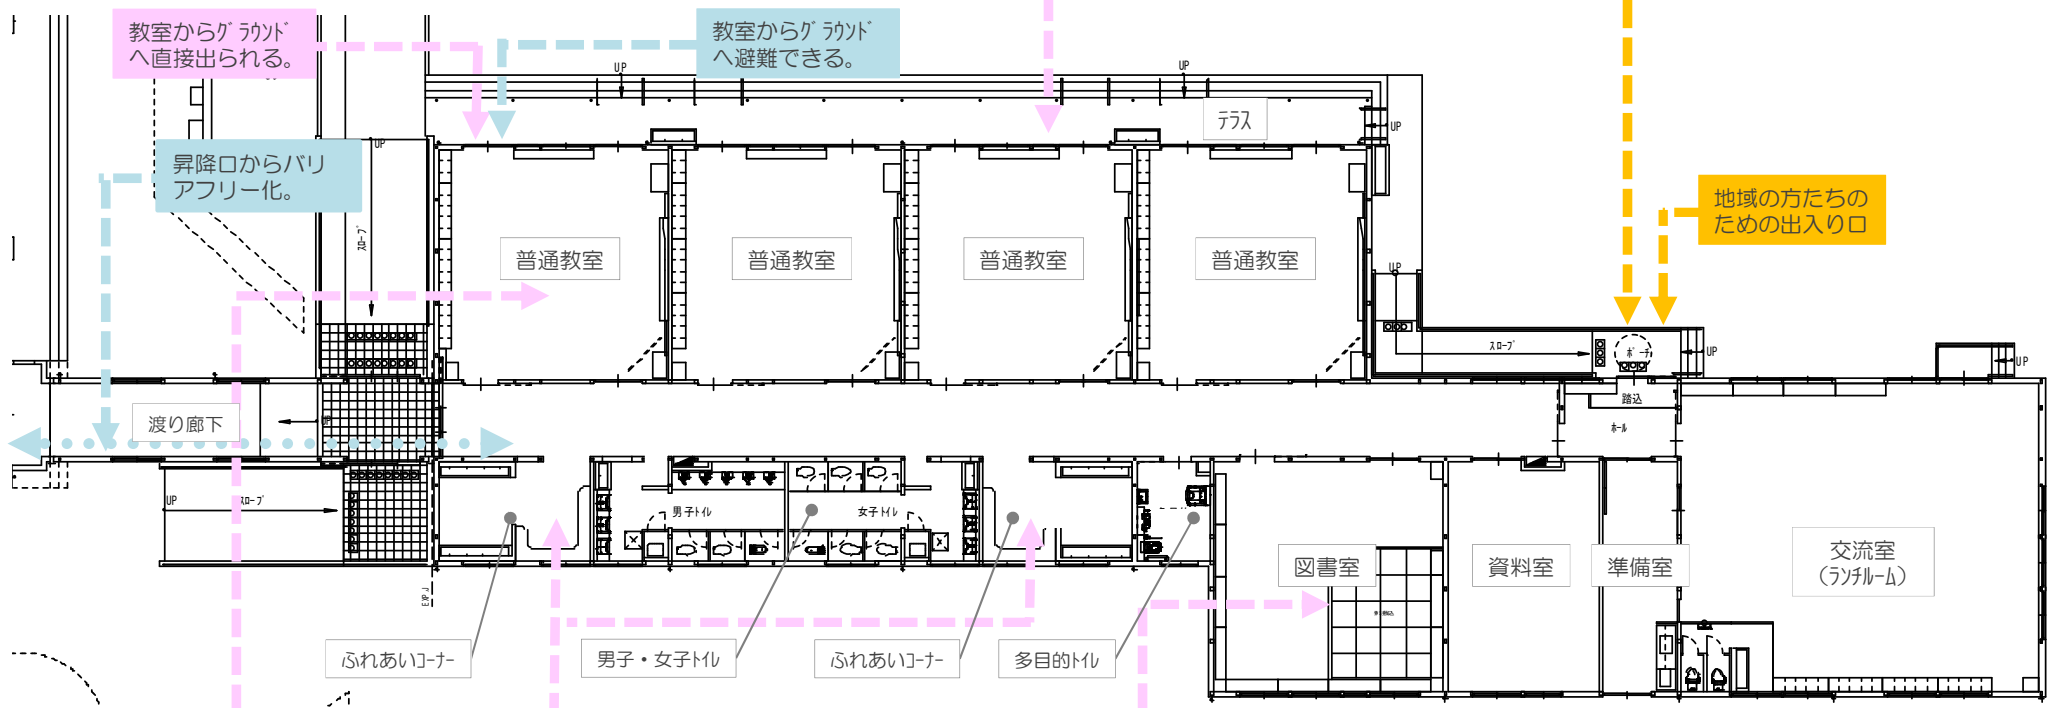 教室からグラウンド
へ直接出られる。
教室からグラウンド
へ避難できる。
UP
UP
テラス
UP
UP
昇降口からバリ
アフリー化。
スロープ
地域の方たちの
ための出入り口
普通教室
普通教室
普通教室
普通教室
UP
スロープ
ポーチ
UP
UP
踏込
ホール
渡り廊下
UP
UP
スロープ
男子トイレ
女子トイレ
図書室
資料室
準備室
交流室
（ランチルーム）
EXP.J
ふれあいコーナー
男子・女子トイレ
ふれあいコーナー
多目的トイレ